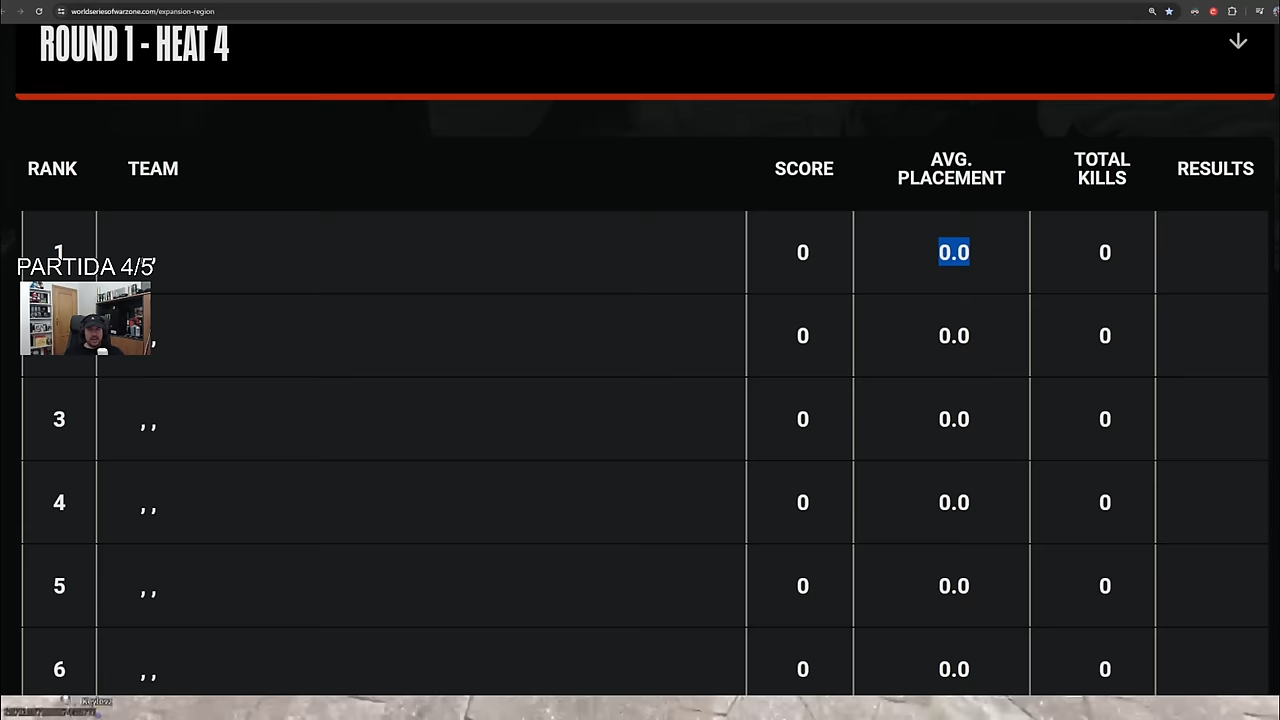 worldseriesofwarzone.com/expansion-region
ROUND 1 - HEAT 4
RANK TEAM SCORE AVG. PLACEMENT TOTAL KILLS RESULTS
1 , 0 0.0 0
PARTIDA 4/5
, 0 0.0 0
3 , , 0 0.0 0
4 , , 0 0.0 0
5 , , 0 0.0 0
6 , , 0 0.0 0